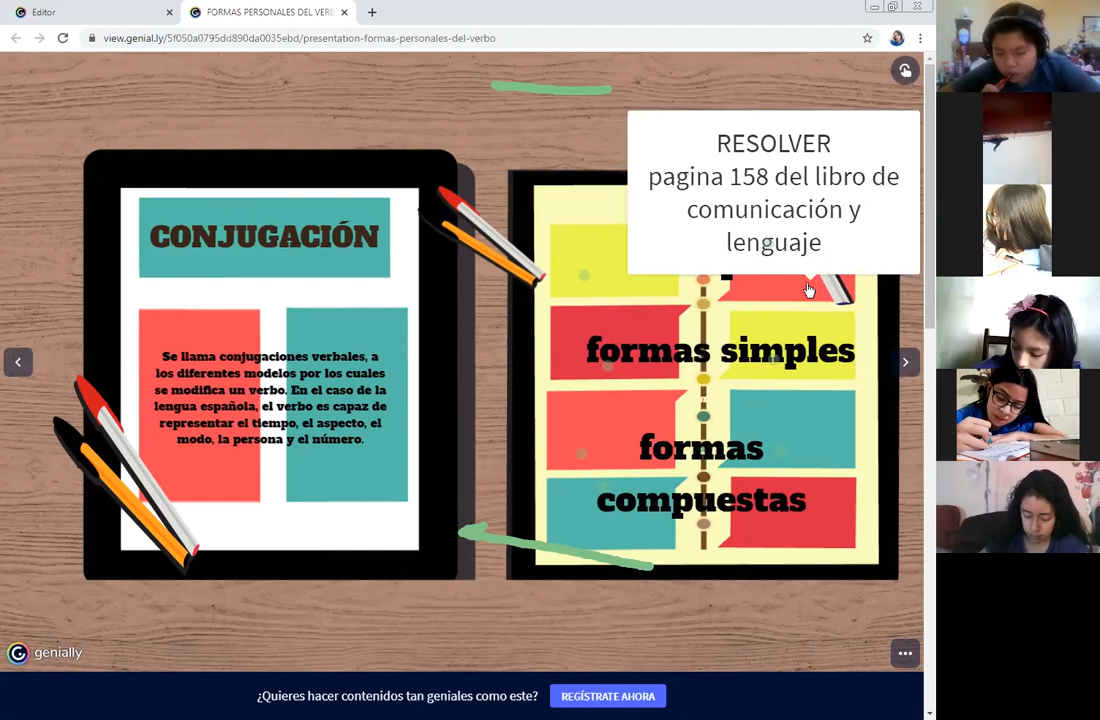 Editor
FORMAS PERSONALES DEL VERB
view.genial.ly/5f050a0795dd890da0035ebd/presentation-formas-personales-del-verbo
RESOLVER
pagina 158 del libro de
comunicación y
lenguaje
CONJUGACIÓN
Se llama conjugaciones verbales, a
los diferentes modelos por los cuales
se modifica un verbo. En el caso de la
lengua española, el verbo es capaz de
representar el tiempo, el aspecto, el
modo, la persona y el número.
formas simples
formas
compuestas
genially
¿Quieres hacer contenidos tan geniales como este?
REGÍSTRATE AHORA